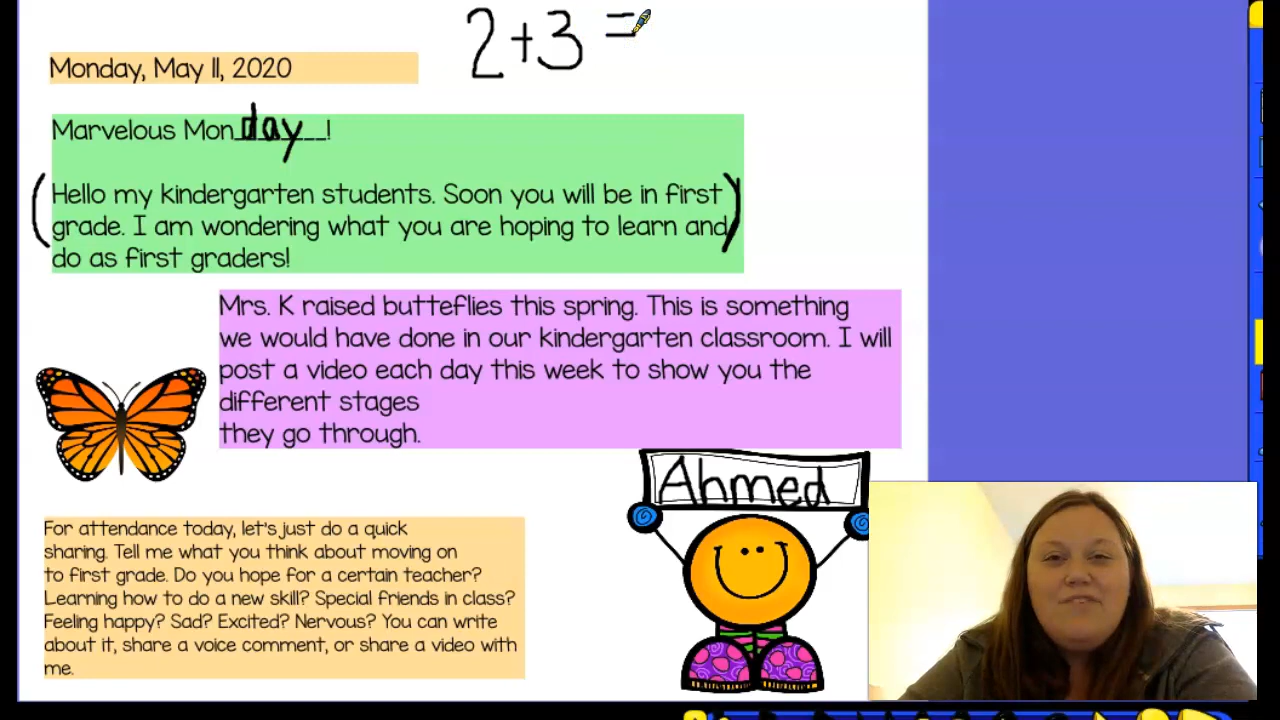 2+3 =
Monday, May 11, 2020
Marvelous Mon_day___!
Hello my kindergarten students. Soon you will be in first
grade. I am wondering what you are hoping to learn and
do as first graders!
Mrs. K raised butteflies this spring. This is something
we would have done in our kindergarten classroom. I will
post a video each day this week to show you the
different stages
they go through.
Ahmed
For attendance today, let's just do a quick
sharing. Tell me what you think about moving on
to first grade. Do you hope for a certain teacher?
Learning how to do a new skill? Special friends in class?
Feeling happy? Sad? Excited? Nervous? You can write
about it, share a voice comment, or share a video with
me.